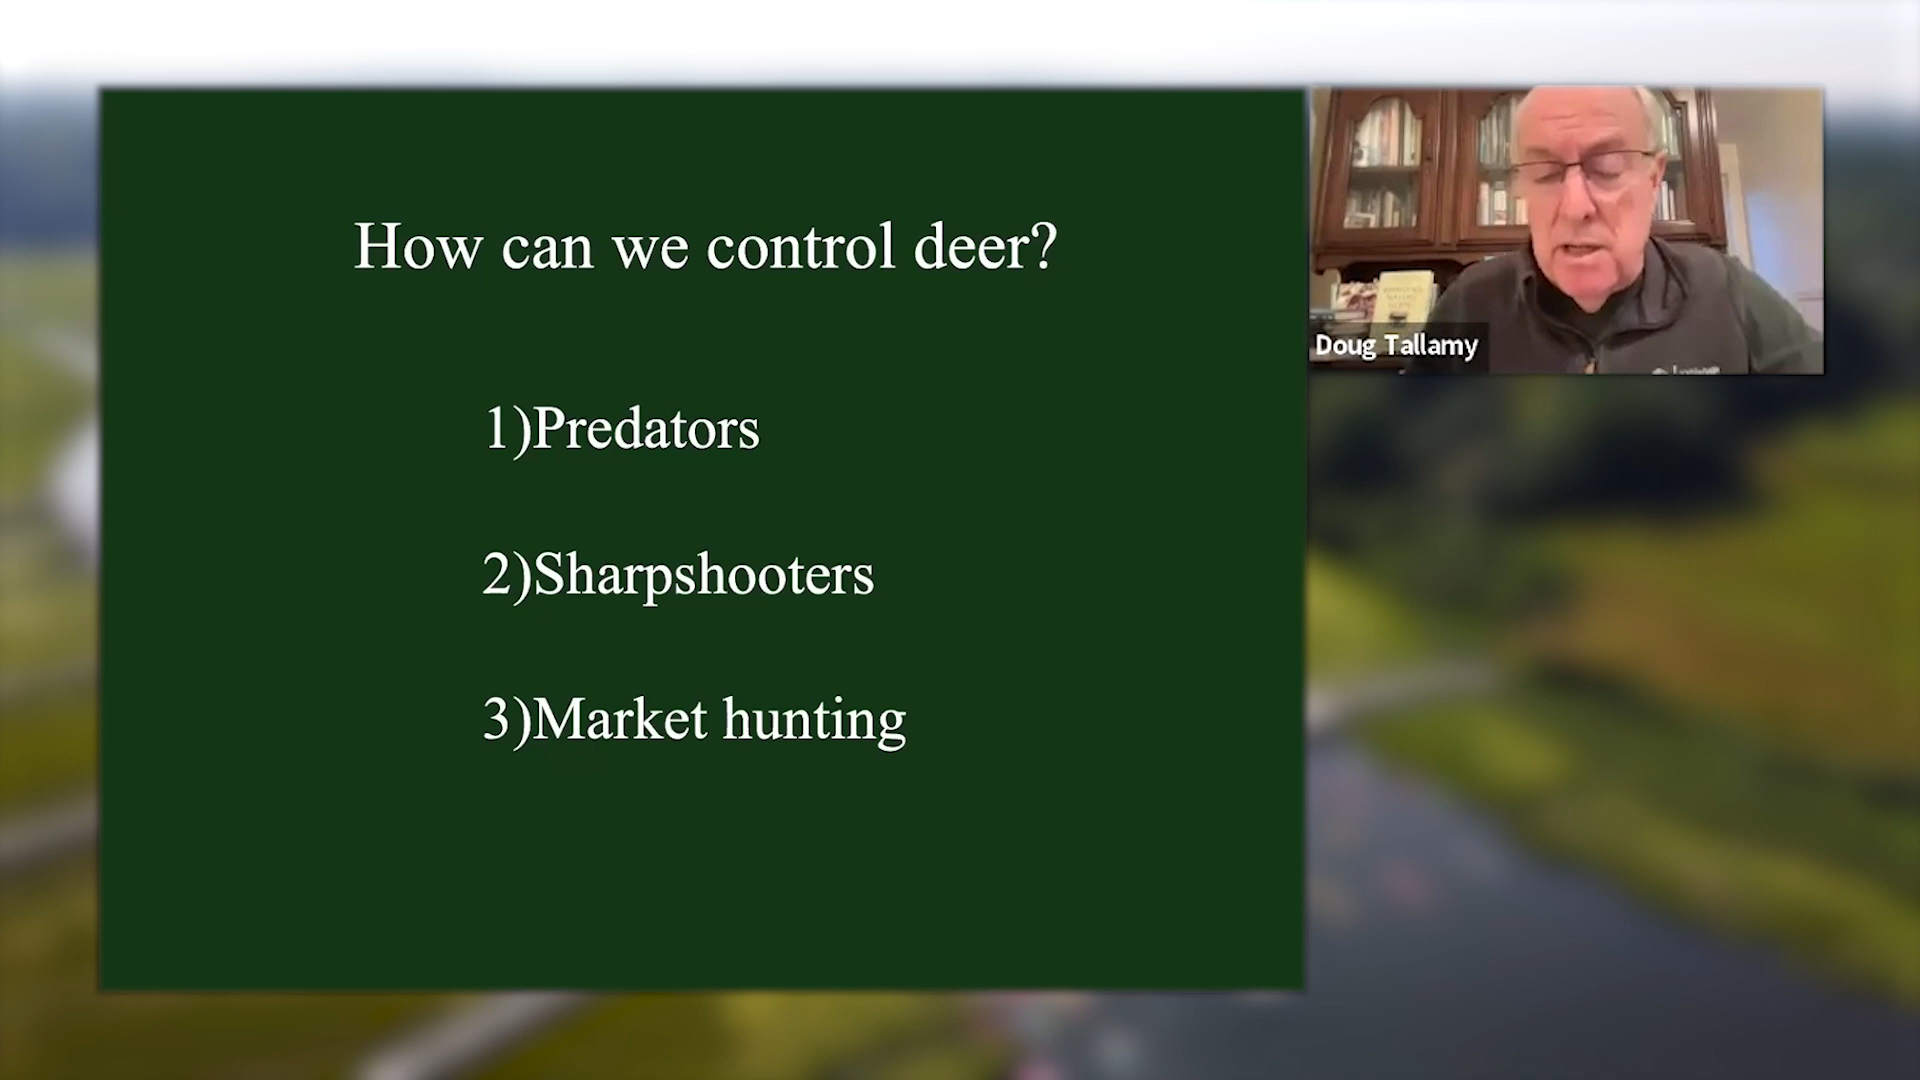 How can we control deer?
1)Predators
2)Sharpshooters
3)Market hunting
Doug Tallamy